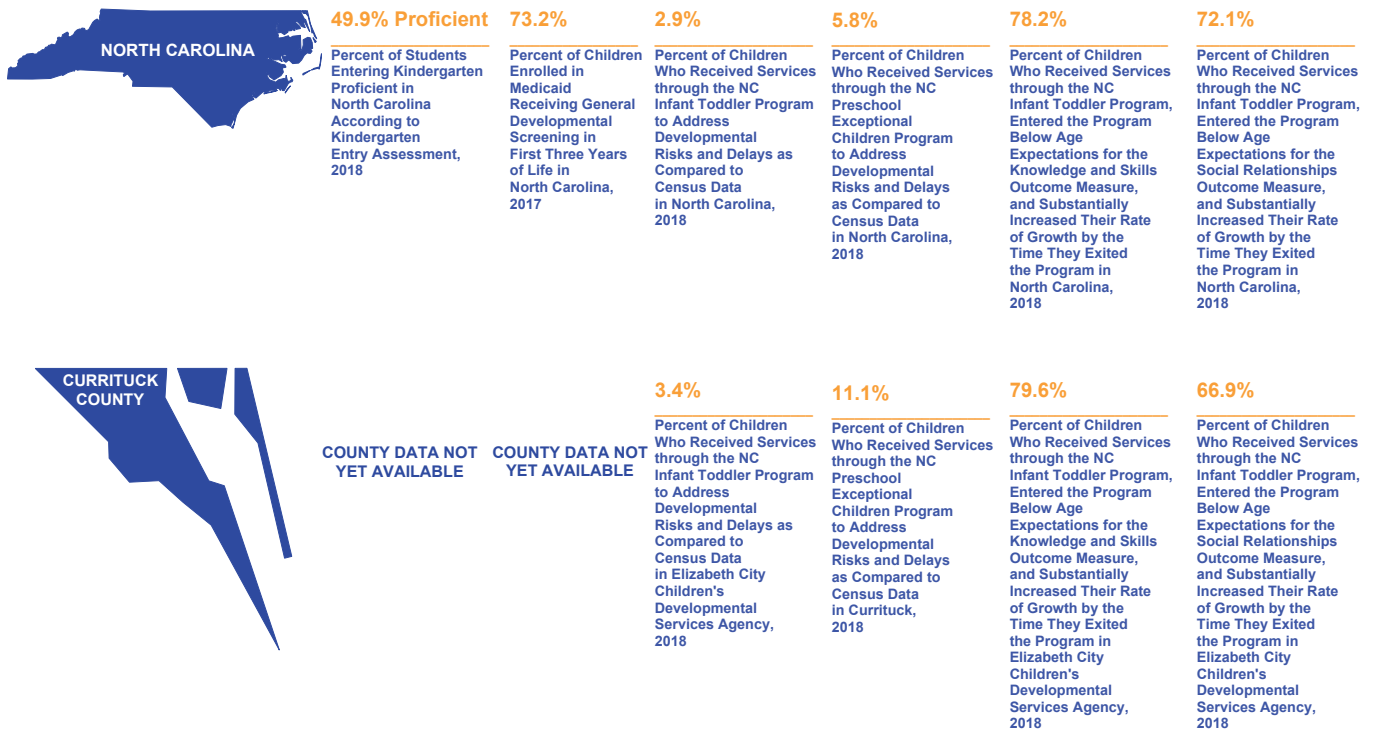 NORTH CAROLINA
49.9% Proficient
Percent of Students
Entering Kindergarten
Proficient in
North Carolina
According to
Kindergarten
Entry Assessment,
2018
73.2%
Percent of Children
Enrolled in
Medicaid
Receiving General
Developmental
Screening in
First Three Years
of Life in
North Carolina,
2017
2.9%
Percent of Children
Who Received Services
through the NC
Infant Toddler Program
to Address
Developmental
Risks and Delays as
Compared to
Census Data
in North Carolina,
2018
5.8%
Percent of Children
Who Received Services
through the NC
Preschool
Exceptional
Children Program
to Address
Developmental
Risks and Delays
as Compared to
Census Data
in North Carolina,
2018
78.2%
Percent of Children
Who Received Services
through the NC
Infant Toddler Program,
Entered the Program
Below Age
Expectations for the
Knowledge and Skills
Outcome Measure,
and Substantially
Increased Their Rate
of Growth by the
Time They Exited
the Program in
North Carolina,
2018
72.1%
Percent of Children
Who Received Services
through the NC
Infant Toddler Program,
Entered the Program
Below Age
Expectations for the
Social Relationships
Outcome Measure,
and Substantially
Increased Their Rate
of Growth by the
Time They Exited
the Program in
North Carolina,
2018
CURRITUCK
COUNTY
COUNTY DATA NOT
YET AVAILABLE
COUNTY DATA NOT
YET AVAILABLE
3.4%
Percent of Children
Who Received Services
through the NC
Infant Toddler Program
to Address
Developmental
Risks and Delays as
Compared to
Census Data
in Elizabeth City
Children's
Developmental
Services Agency,
2018
11.1%
Percent of Children
Who Received Services
through the NC
Preschool
Exceptional
Children Program
to Address
Developmental
Risks and Delays
as Compared to
Census Data
in Currituck,
2018
79.6%
Percent of Children
Who Received Services
through the NC
Infant Toddler Program,
Entered the Program
Below Age
Expectations for the
Knowledge and Skills
Outcome Measure,
and Substantially
Increased Their Rate
of Growth by the
Time They Exited
the Program in
Elizabeth City
Children's
Developmental
Services Agency,
2018
66.9%
Percent of Children
Who Received Services
through the NC
Infant Toddler Program,
Entered the Program
Below Age
Expectations for the
Social Relationships
Outcome Measure,
and Substantially
Increased Their Rate
of Growth by the
Time They Exited
the Program in
Elizabeth City
Children's
Developmental
Services Agency,
2018